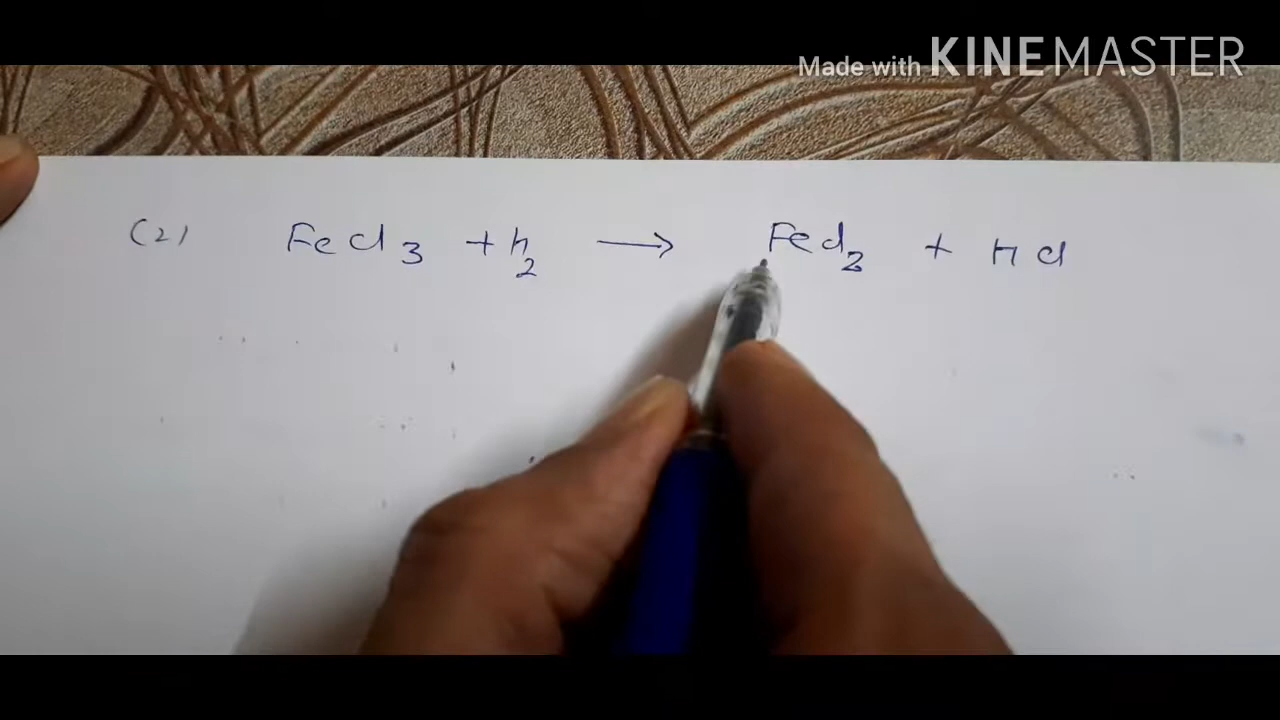 Made with KINEMASTER
(2) FeCl3 + h2 → FeCl2 + HCl